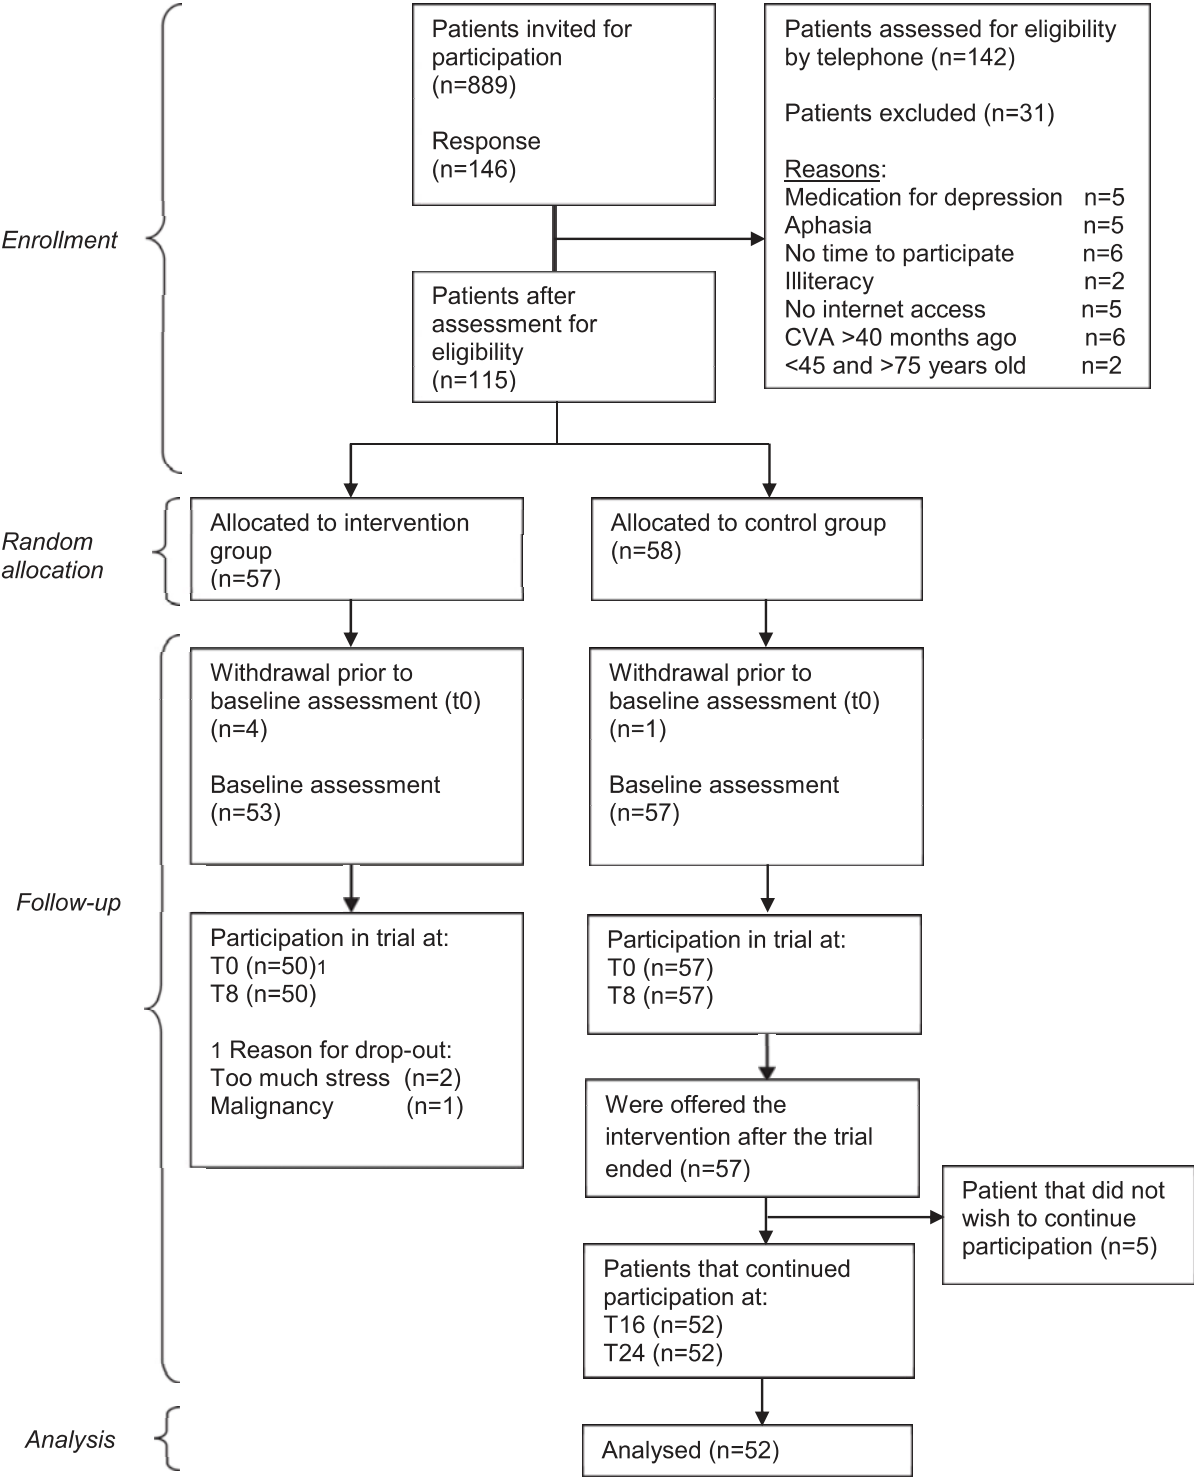 Patients invited for
participation
(n=889)
Response
(n=146)
Patients assessed for eligibility
by telephone (n=142)
Patients excluded (n=31)
Reasons:
Medication for depression n=5
Aphasia n=5
No time to participate n=6
Illiteracy n=2
No internet access n=5
CVA >40 months ago n=6
<45 and >75 years old n=2
Enrollment
Patients after
assessment for
eligibility
(n=115)
Random
allocation
Allocated to intervention
group
(n=57)
Allocated to control group
(n=58)
Follow-up
Withdrawal prior to
baseline assessment (t0)
(n=4)
Baseline assessment
(n=53)
Withdrawal prior to
baseline assessment (t0)
(n=1)
Baseline assessment
(n=57)
Participation in trial at:
T0 (n=50)1
T8 (n=50)
1 Reason for drop-out:
Too much stress (n=2)
Malignancy (n=1)
Participation in trial at:
T0 (n=57)
T8 (n=57)
Were offered the
intervention after the trial
ended (n=57)
Patient that did not
wish to continue
participation (n=5)
Patients that continued
participation at:
T16 (n=52)
T24 (n=52)
Analysis
Analysed (n=52)